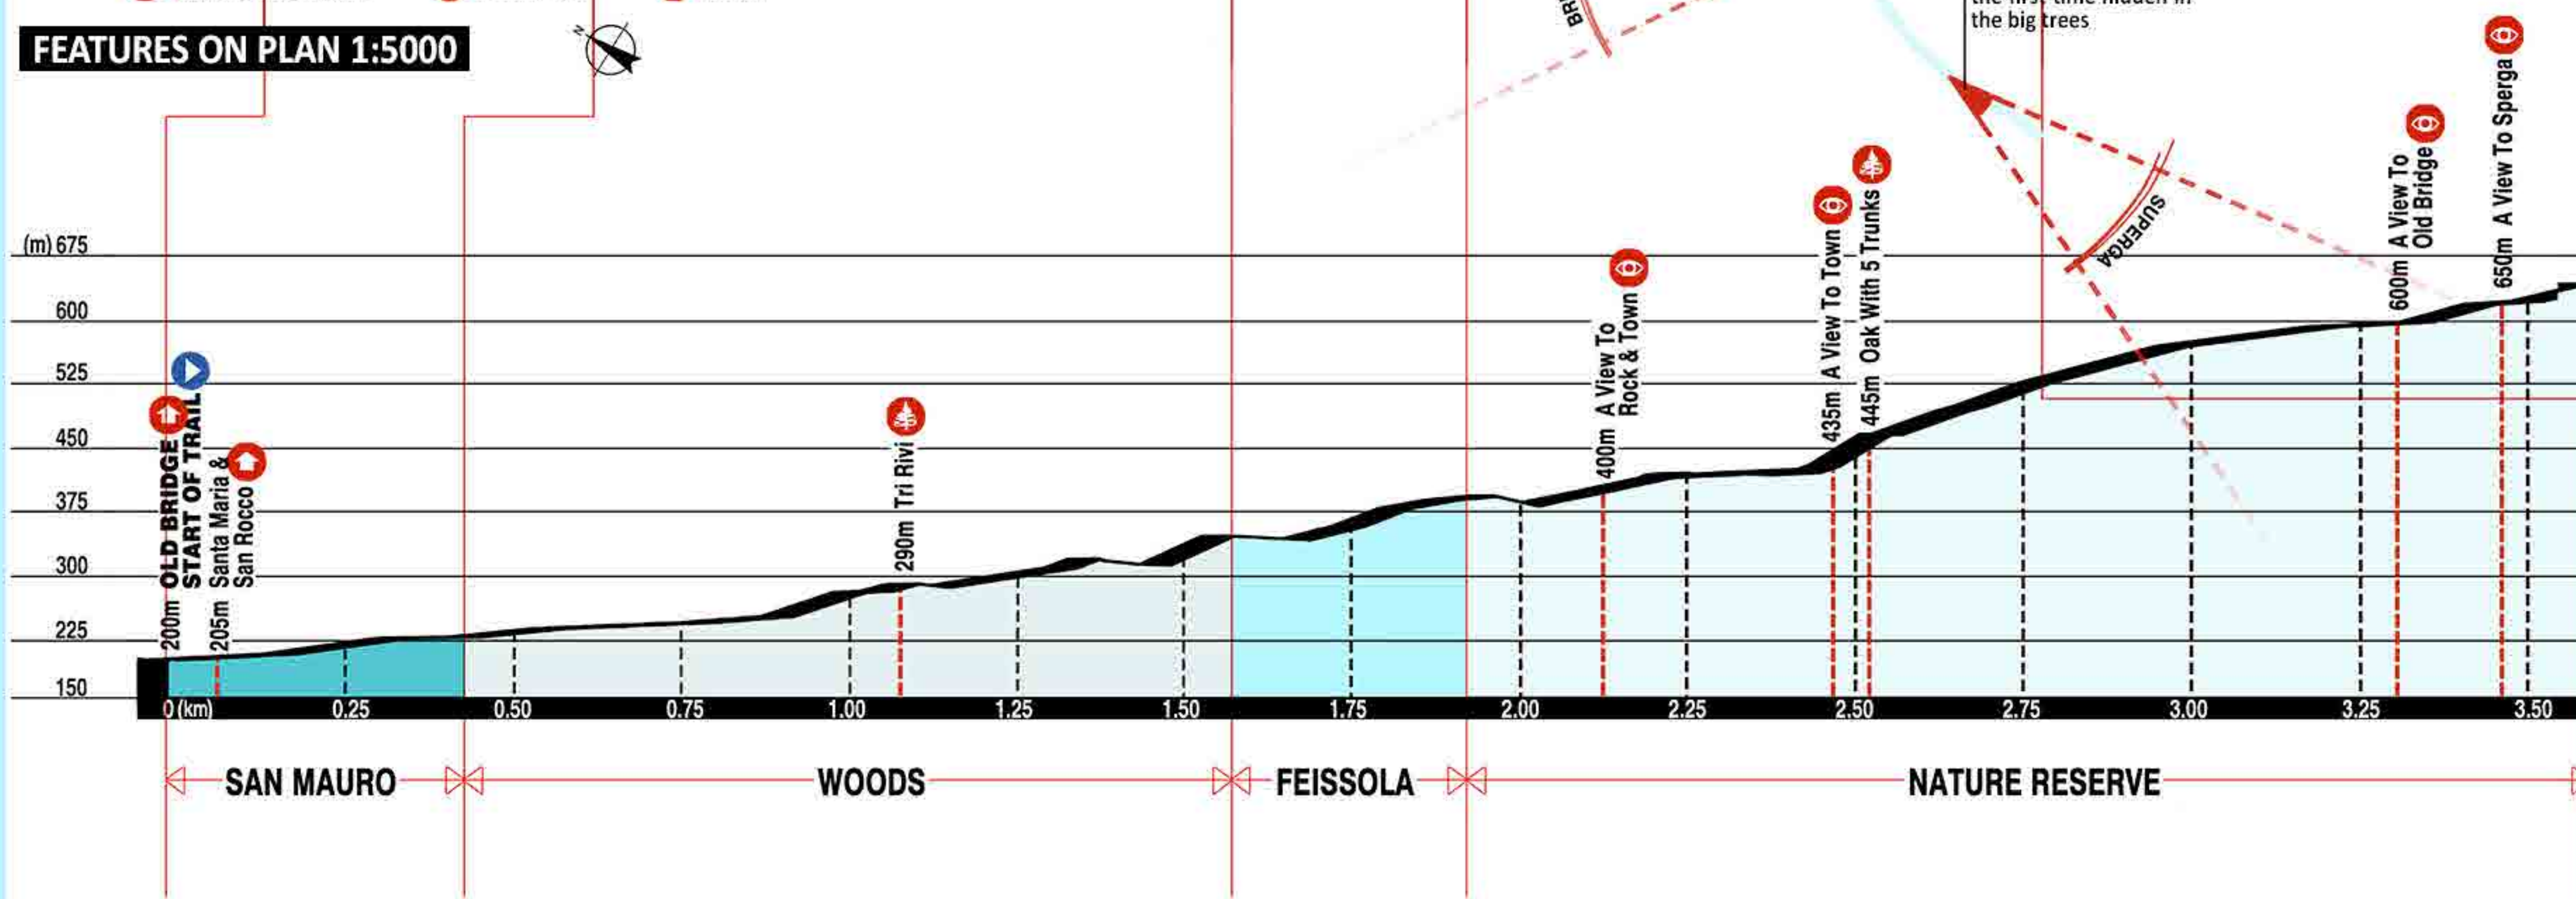 the big trees
FEATURES ON PLAN 1:5000
N
BR
SUPERGA
(m) 675
600
525
450
375
300
225
150
200m OLD BRIDGE
START OF TRAIL
205m Santa Maria &
San Rocco
290m Tri Rivi
400m A View To
Rock & Town
435m A View To Town
445m Oak With 5 Trunks
600m A View To
Old Bridge
650m A View To Sperga
0 (km) 0.25 0.50 0.75 1.00 1.25 1.50 1.75 2.00 2.25 2.50 2.75 3.00 3.25 3.50
SAN MAURO WOODS FEISSOLA NATURE RESERVE